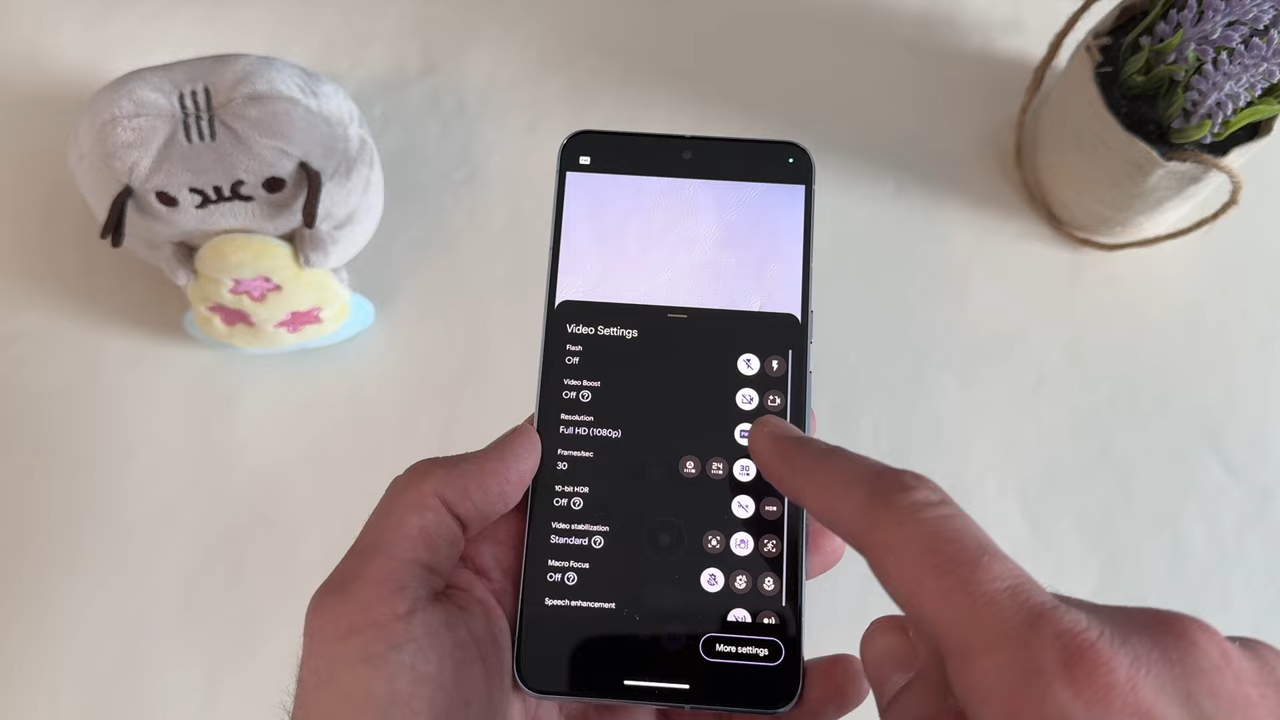 Video Settings
Flash
Off
Video Boost
Off
Resolution
Full HD (1080p)
Frames/sec
24
30
30
10-bit HDR
Off
HDR
Video stabilization
Standard
Macro Focus
Off
Speech enhancement
More settings